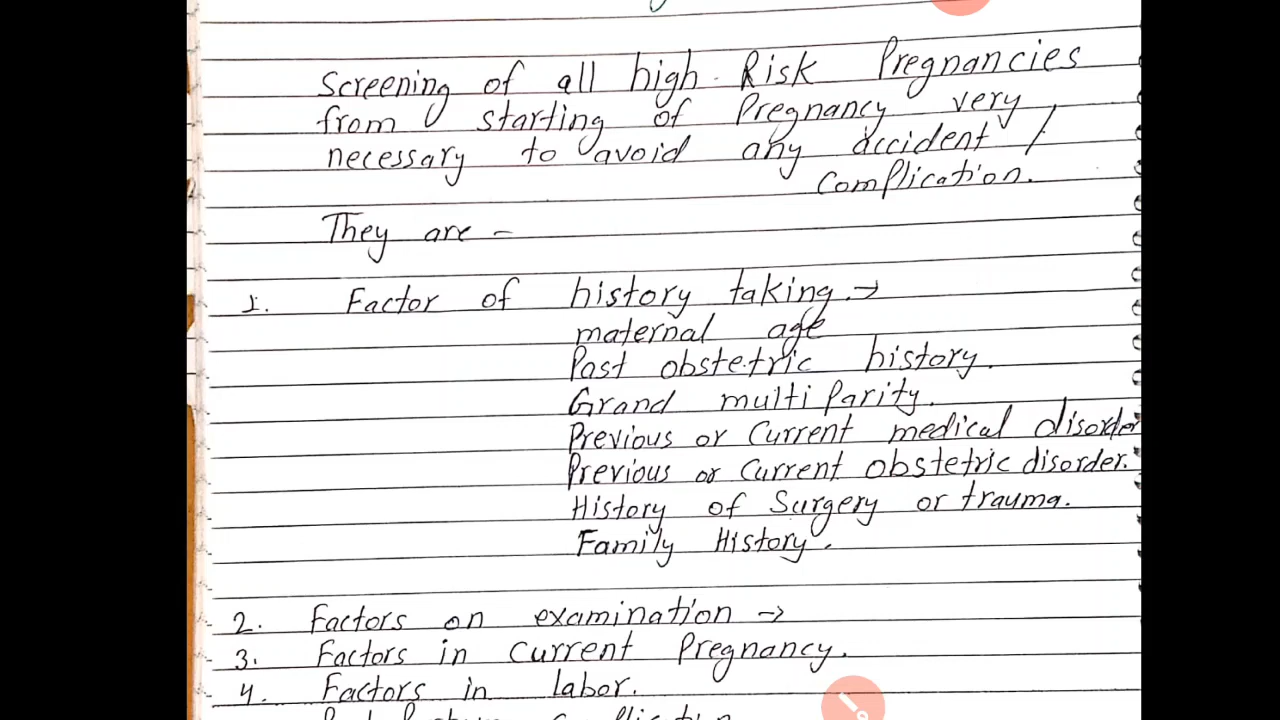 Screening of all high Risk Pregnancies
from starting of Pregnancy very
necessary to avoid any accident /
complication.
They are -
1. Factor of history taking. →
maternal age
Past obstetric history.
Grand multi Parity.
Previous or current medical disorder
Previous or current obstetric disorder.
History of Surgery or trauma.
Family History.
2. Factors on examination →
3. Factors in current Pregnancy.
4. Factors in labor.